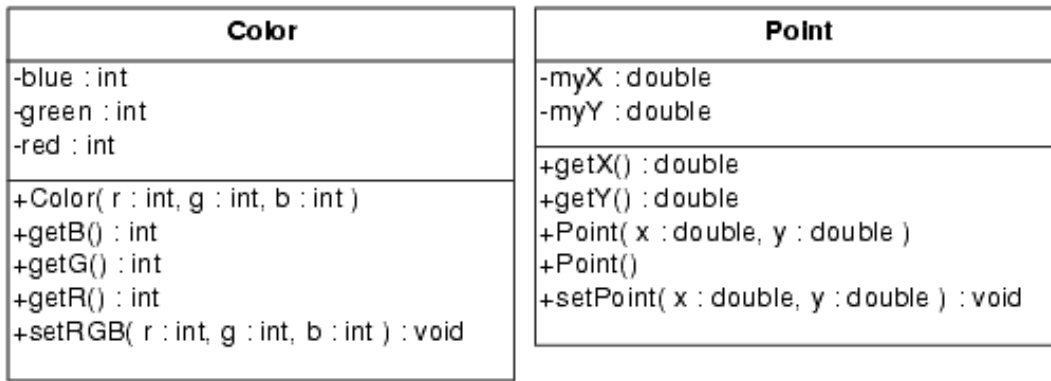 Color
-blue : int
-green : int
-red : int
+Color( r : int, g : int, b : int )
+getB() : int
+getG() : int
+getR() : int
+setRGB( r : int, g : int, b : int ) : void
Point
-myX : double
-myY : double
+getX() : double
+getY() : double
+Point( x : double, y : double )
+Point()
+setPoint( x : double, y : double ) : void